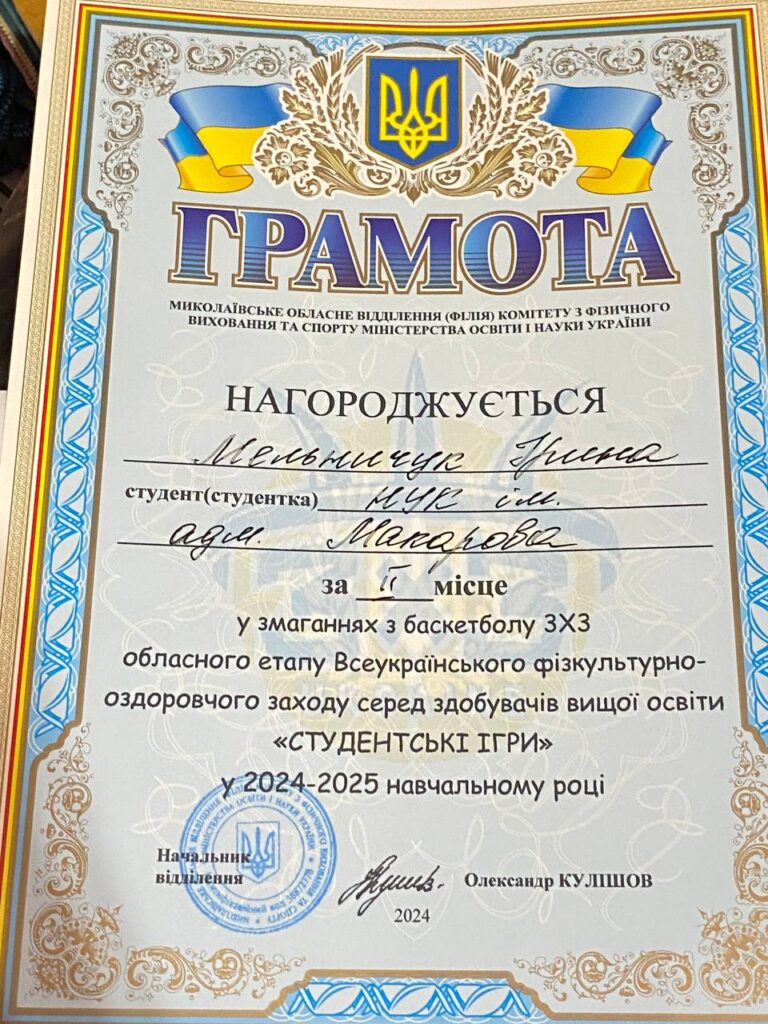 ГРАМОТА
МИКОЛАЇВСЬКЕ ОБЛАСНЕ ВІДДІЛЕННЯ (ФІЛІЯ) КОМІТЕТУ З ФІЗИЧНОГО
ВИХОВАННЯ ТА СПОРТУ МІНІСТЕРСТВА ОСВІТИ І НАУКИ УКРАЇНИ
НАГОРОДЖУЄТЬСЯ
Мельничук Ірина
студент(студентка) НУК ім.
адм. Макарова
за II місце
у змаганнях з баскетболу 3Х3
обласного етапу Всеукраїнського фізкультурно-
оздоровчого заходу серед здобувачів вищої освіти
«СТУДЕНТСЬКІ ІГРИ»
у 2024-2025 навчальному році
Начальник
відділення Олександр КУЛІШОВ
2024